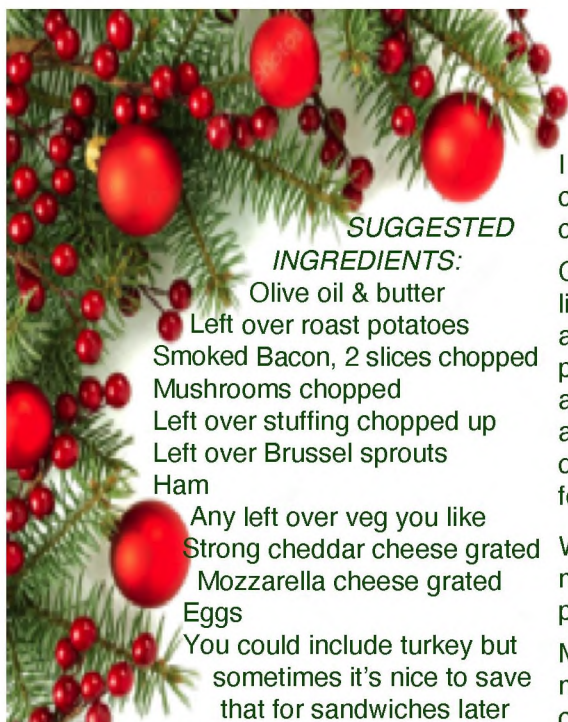 SUGGESTED
INGREDIENTS:
Olive oil & butter
Left over roast potatoes
Smoked Bacon, 2 slices chopped
Mushrooms chopped
Left over stuffing chopped up
Left over Brussel sprouts
Ham
Any left over veg you like
Strong cheddar cheese grated
Mozzarella cheese grated
Eggs
You could include turkey but
sometimes it's nice to save
that for sandwiches later